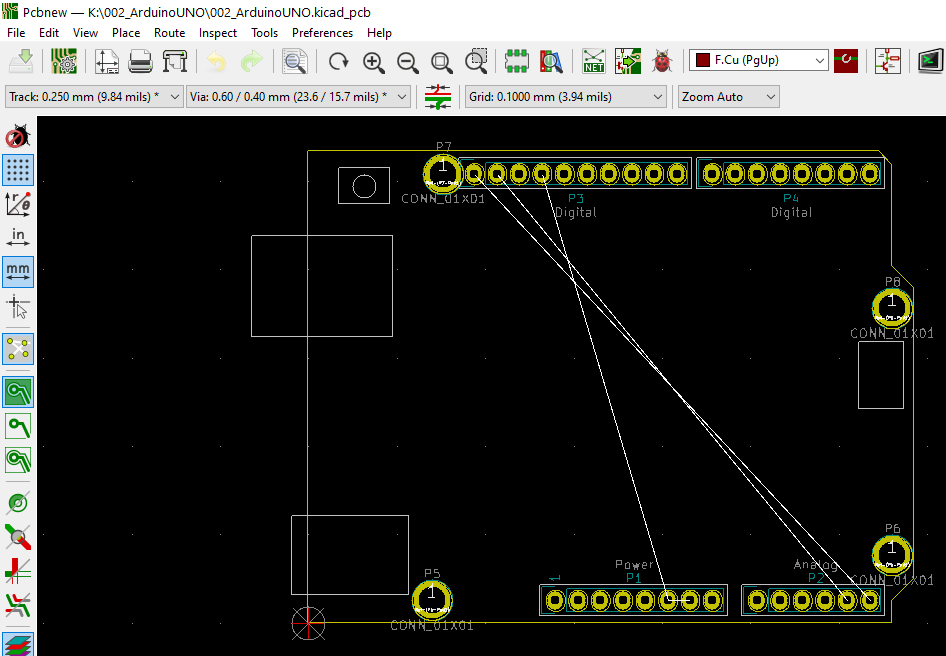 Pcbnew — K:\002_ArduinoUNO\002_ArduinoUNO.kicad_pcb
File Edit View Place Route Inspect Tools Preferences Help
NET
F.Cu (PgUp)
Track: 0.250 mm (9.84 mils) *
Via: 0.60 / 0.40 mm (23.6 / 15.7 mils) *
Grid: 0.1000 mm (3.94 mils)
Zoom Auto
r
θ
in
mm
P7
1
CONN_01X01
P3
Digital
P4
Digital
P8
1
CONN_01X01
P6
1
CONN_01X01
P5
1
CONN_01X01
1
Power
P1
Analog
P2